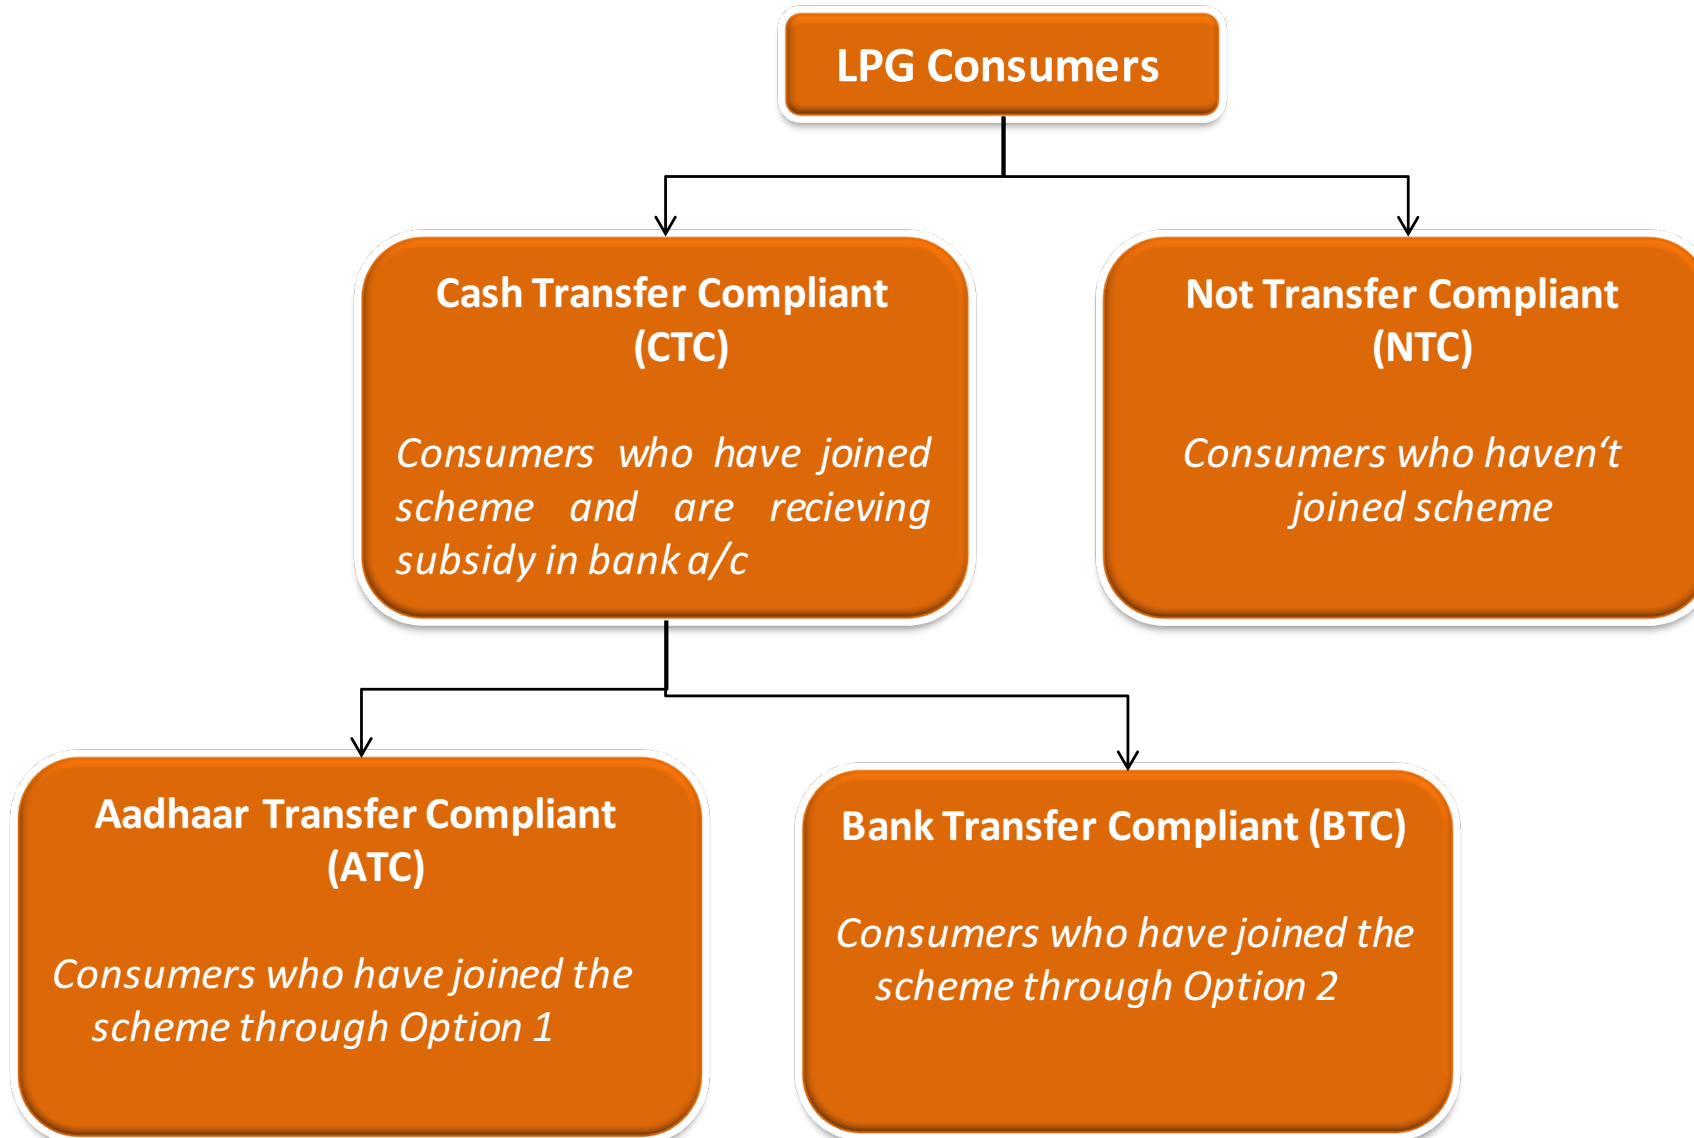 LPG Consumers
Cash Transfer Compliant
(CTC)
Consumers who have joined
scheme and are recieving
subsidy in bank a/c
Not Transfer Compliant
(NTC)
Consumers who haven‘t
joined scheme
Aadhaar Transfer Compliant
(ATC)
Consumers who have joined the
scheme through Option 1
Bank Transfer Compliant (BTC)
Consumers who have joined the
scheme through Option 2